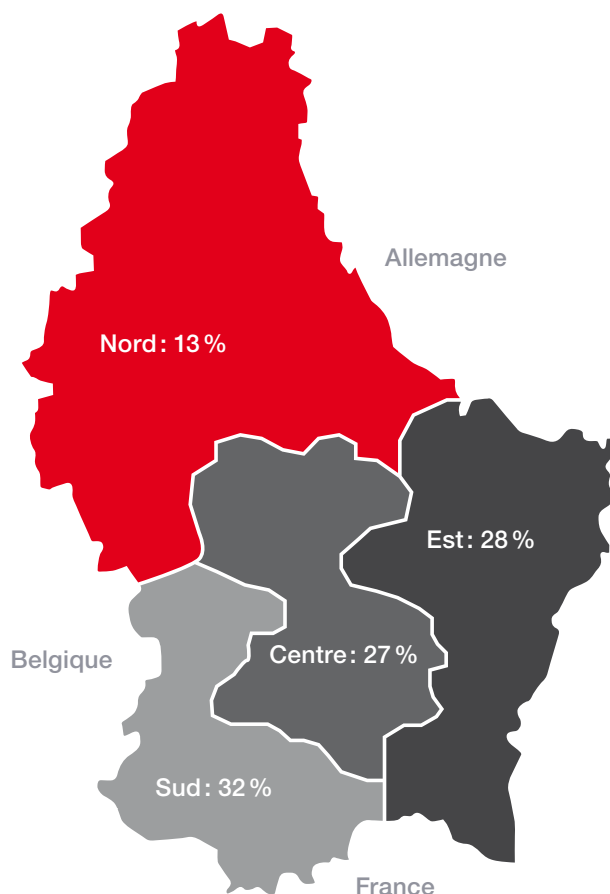 Allemagne
Nord : 13 %
Est : 28 %
Belgique
Centre : 27 %
Sud : 32 %
France